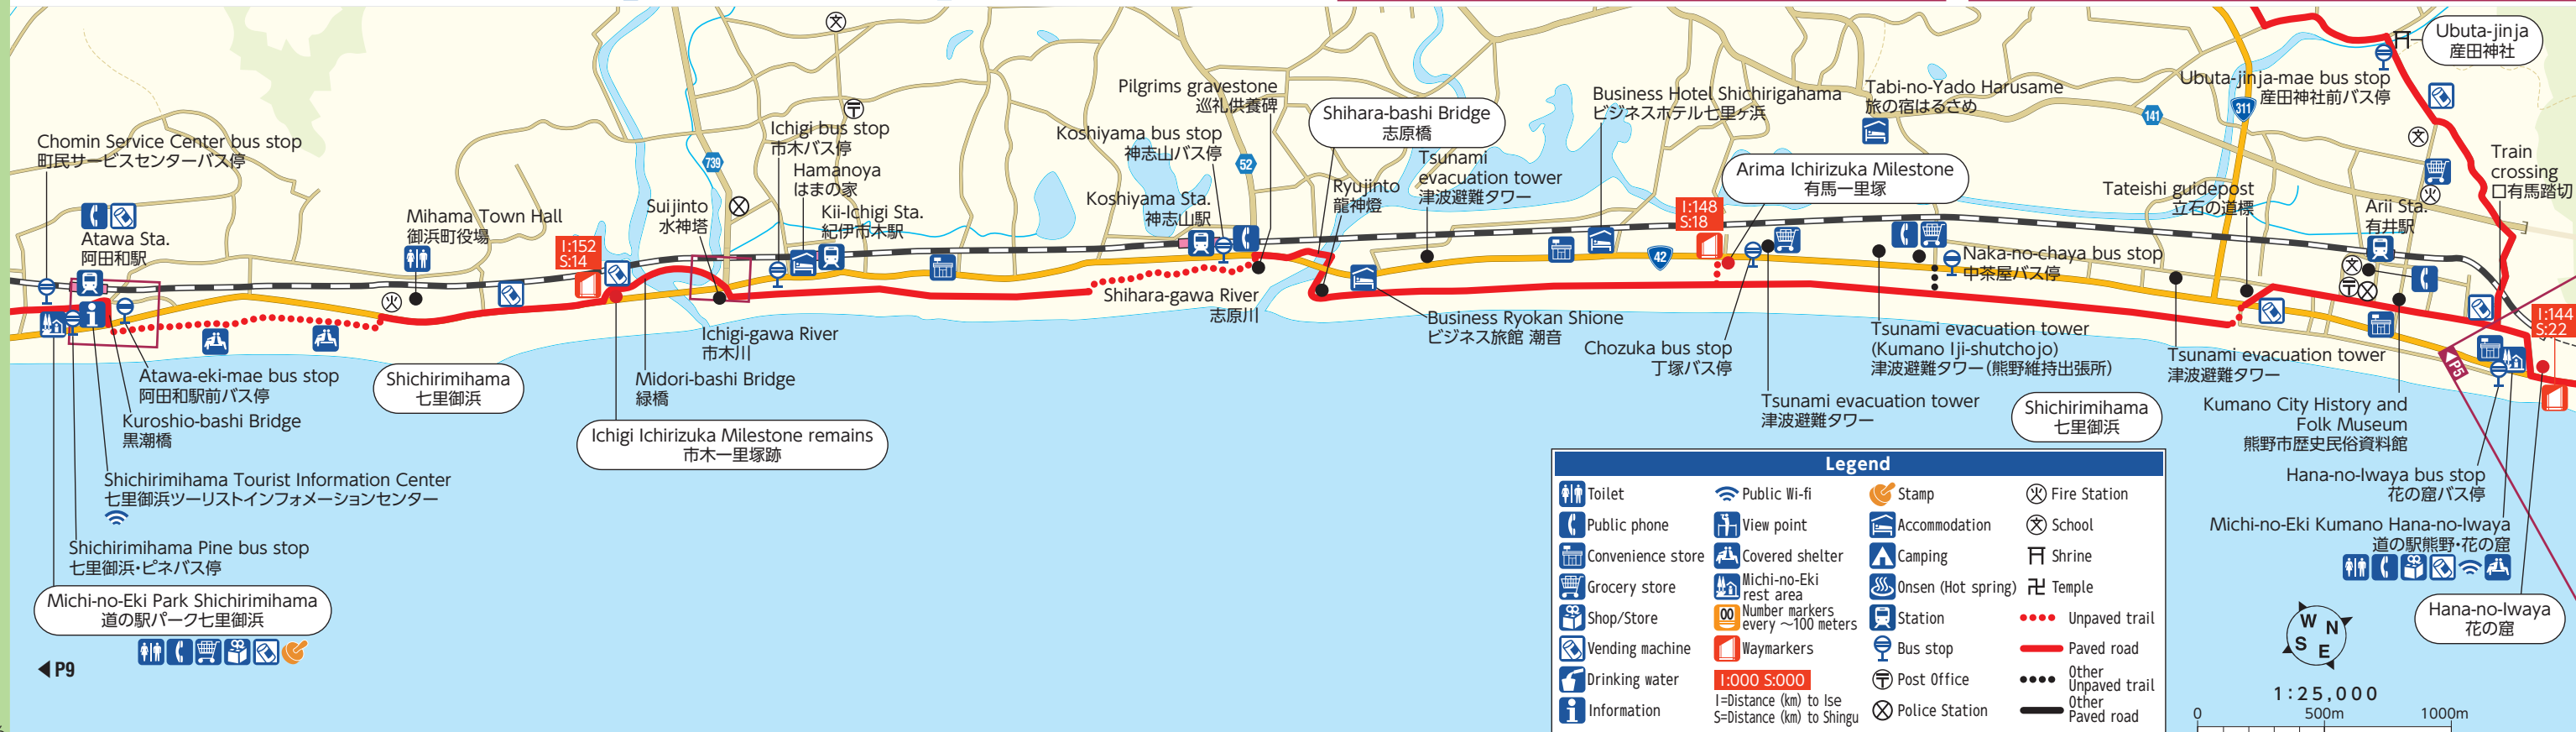 Chomin Service Center bus stop
町民サービスセンターバス停
Atawa Sta.
阿田和駅
Mihama Town Hall
御浜町役場
I:152
S:14
739
Suijinto
水神塔
Ichigi bus stop
市木バス停
Hamanoya
はまの家
Kii-Ichigi Sta.
紀伊市木駅
Pilgrims gravestone
巡礼供養碑
Koshiyama bus stop
神志山バス停
52
Koshiyama Sta.
神志山駅
Shihara-bashi Bridge
志原橋
Ryujinto
龍神燈
Tsunami
evacuation tower
津波避難タワー
Business Hotel Shichirigahama
ビジネスホテル七里ヶ浜
42
I:148
S:18
Arima Ichirizuka Milestone
有馬一里塚
Tabi-no-Yado Harusame
旅の宿はるさめ
141
311
Ubuta-jinja
産田神社
Ubuta-jinja-mae bus stop
産田神社前バス停
Train
crossing
口有馬踏切
Tateishi guidepost
立石の道標
Arii Sta.
有井駅
Naka-no-chaya bus stop
中茶屋バス停
I:144
S:22
P5
Atawa-eki-mae bus stop
阿田和駅前バス停
Kuroshio-bashi Bridge
黒潮橋
Shichirimihama
七里御浜
Shichirimihama Tourist Information Center
七里御浜ツーリストインフォメーションセンター
Shichirimihama Pine bus stop
七里御浜・ピネバス停
Michi-no-Eki Park Shichirimihama
道の駅パーク七里御浜
P9
Ichigi-gawa River
市木川
Midori-bashi Bridge
緑橋
Ichigi Ichirizuka Milestone remains
市木一里塚跡
Shihara-gawa River
志原川
Business Ryokan Shione
ビジネス旅館 潮音
Chozuka bus stop
丁塚バス停
Tsunami evacuation tower
津波避難タワー
Tsunami evacuation tower
(Kumano Iji-shutchojo)
津波避難タワー(熊野維持出張所)
Shichirimihama
七里御浜
Tsunami evacuation tower
津波避難タワー
Kumano City History and
Folk Museum
熊野市歴史民俗資料館
Hana-no-Iwaya bus stop
花の窟バス停
Michi-no-Eki Kumano Hana-no-Iwaya
道の駅熊野・花の窟
Hana-no-Iwaya
花の窟
Legend
Toilet
Public phone
Convenience store
Grocery store
Shop/Store
Vending machine
Drinking water
Information
Public Wi-fi
View point
Covered shelter
Michi-no-Eki
rest area
00
Number markers
every ～100 meters
Waymarkers
I:000 S:000
I=Distance (km) to Ise
S=Distance (km) to Shingu
Stamp
Accommodation
Camping
Onsen (Hot spring)
Station
Bus stop
Post Office
Police Station
Fire Station
School
Shrine
Temple
Unpaved trail
Paved road
Other
Unpaved trail
Other
Paved road
W N
S E
1:25,000
0 500m 1000m